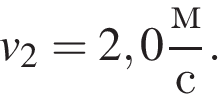 v₂ = 2,0 м/с.